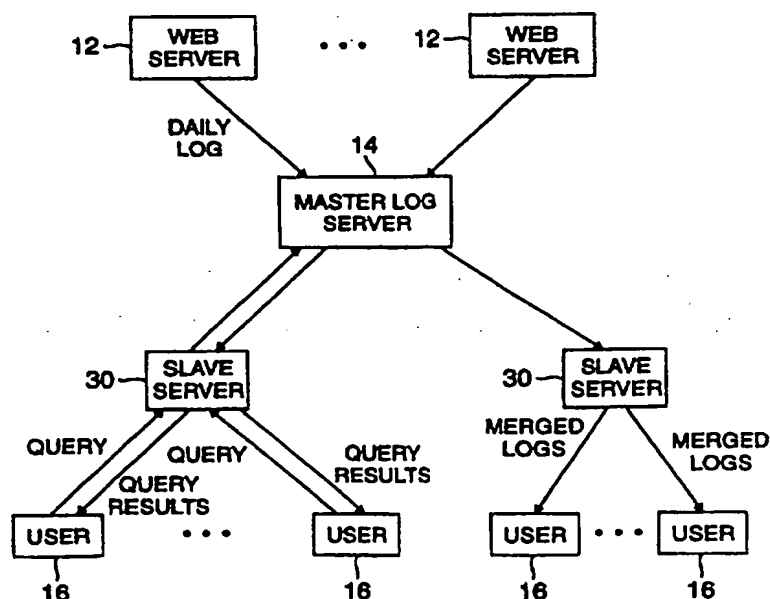 12
WEB
SERVER
12
WEB
SERVER
DAILY
LOG
14
MASTER LOG
SERVER
30
SLAVE
SERVER
30
SLAVE
SERVER
QUERY
QUERY
RESULTS
QUERY
QUERY
RESULTS
MERGED
LOGS
MERGED
LOGS
USER
USER
USER
USER
16
16
16
16